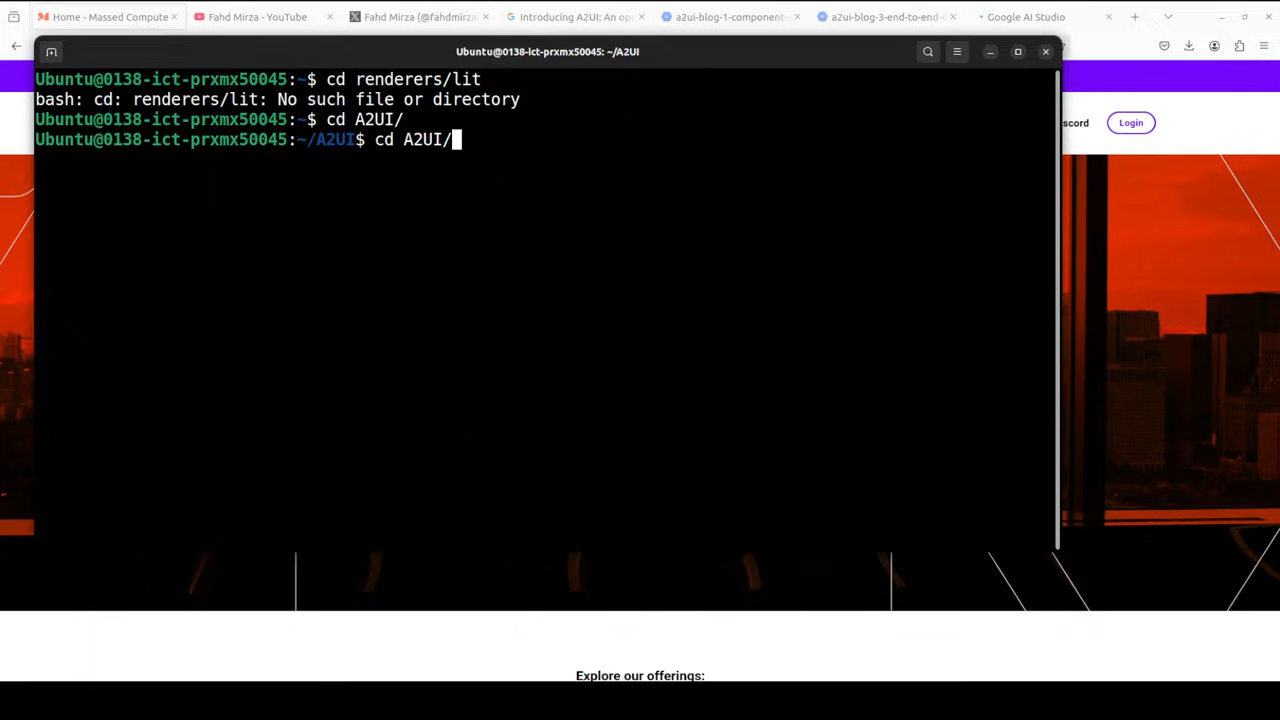 Home - Massed Compute
Fahd Mirza - YouTube
Fahd Mirza (@fahdmirza
Introducing A2UI: An op
a2ui-blog-1-component-
a2ui-blog-3-end-to-end-
Google AI Studio
Ubuntu@0138-ict-prxmx50045: ~/A2UI
Ubuntu@0138-ict-prxmx50045:~$ cd renderers/lit
bash: cd: renderers/lit: No such file or directory
Ubuntu@0138-ict-prxmx50045:~$ cd A2UI/
Ubuntu@0138-ict-prxmx50045:~/A2UI$ cd A2UI/
scord
Login
Explore our offerings: